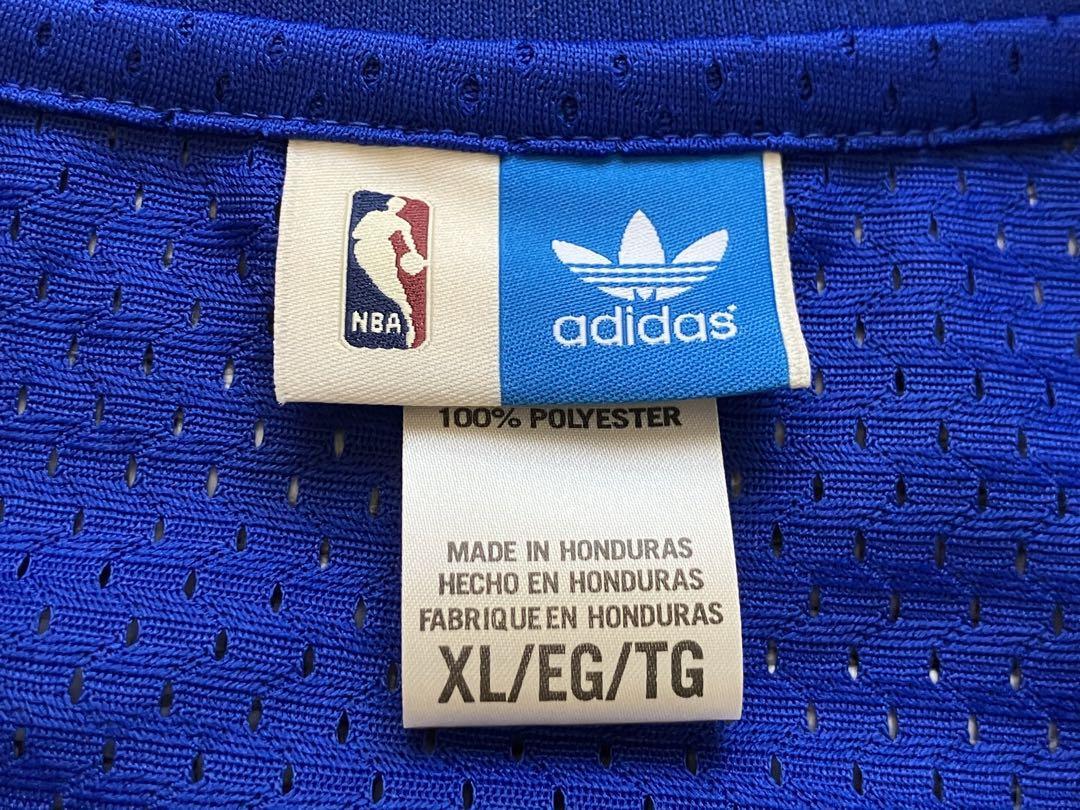 NBA
adidas
100% POLYESTER
MADE IN HONDURAS
HECHO EN HONDURAS
FABRIQUE EN HONDURAS
XL/EG/TG